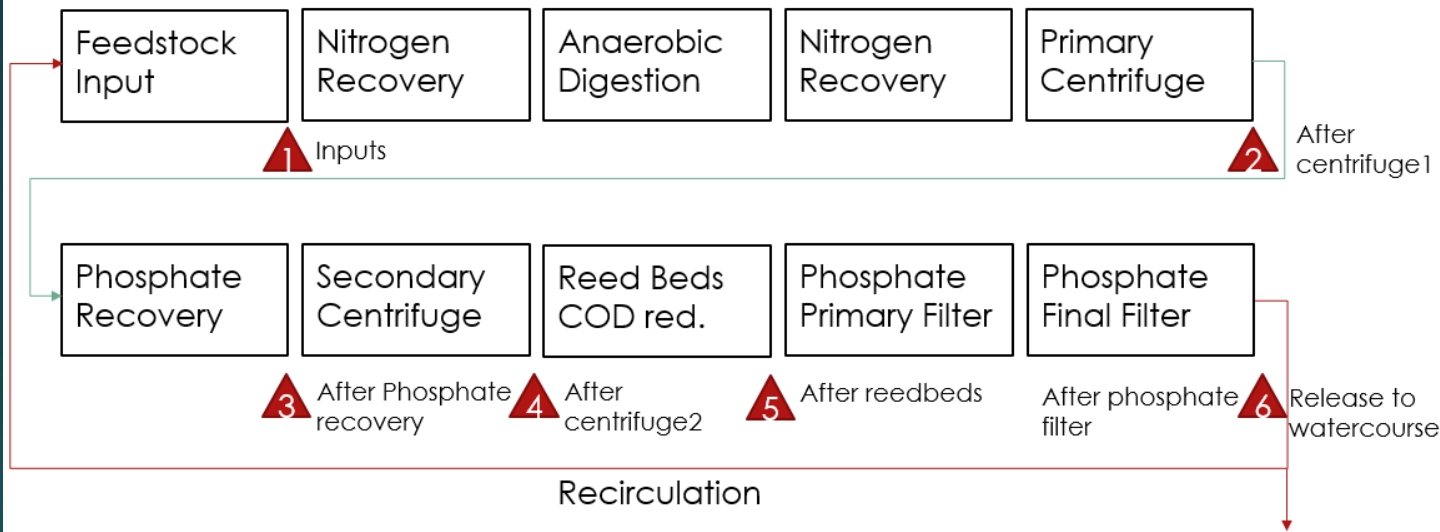 Feedstock
Input
Nitrogen
Recovery
Anaerobic
Digestion
Nitrogen
Recovery
Primary
Centrifuge
1
Inputs
2
After
centrifuge1
Phosphate
Recovery
Secondary
Centrifuge
Reed Beds
COD red.
Phosphate
Primary Filter
Phosphate
Final Filter
3
After Phosphate
recovery
4
After
centrifuge2
5
After reedbeds
After phosphate
filter
6
Release to
watercourse
Recirculation